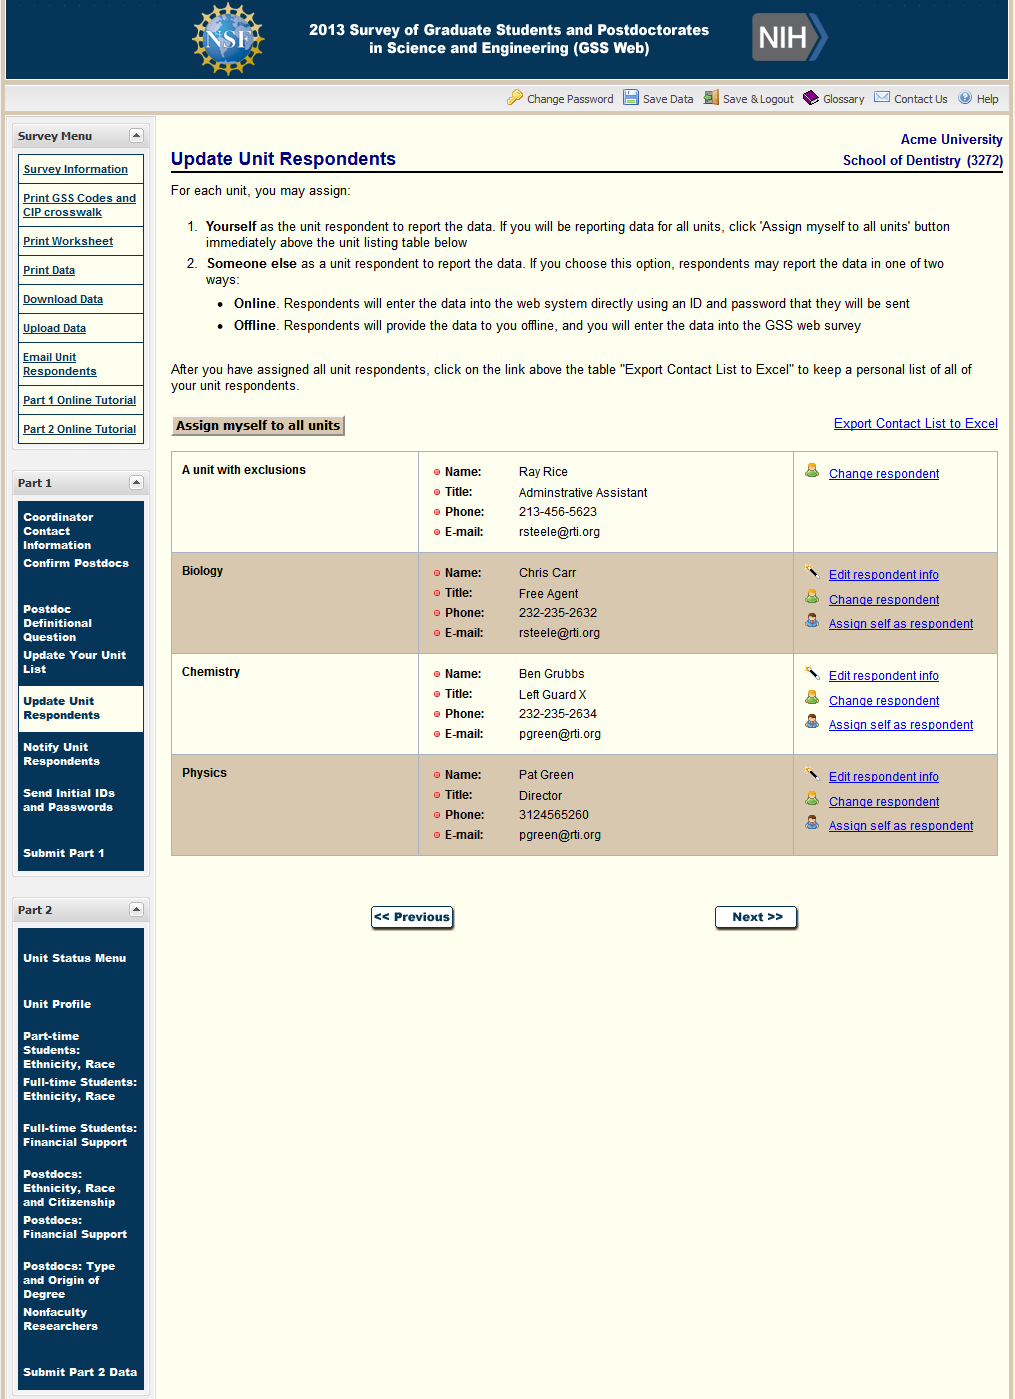 NSF
2013 Survey of Graduate Students and Postdoctorates
in Science and Engineering (GSS Web)
NIH
Change Password Save Data Save & Logout Glossary Contact Us Help
Survey Menu
Survey Information
Print GSS Codes and
CIP crosswalk
Print Worksheet
Print Data
Download Data
Upload Data
Email Unit
Respondents
Part 1 Online Tutorial
Part 2 Online Tutorial
Part 1
Coordinator
Contact
Information
Confirm Postdocs
Postdoc
Definitional
Question
Update Your Unit
List
Update Unit
Respondents
Notify Unit
Respondents
Send Initial IDs
and Passwords
Submit Part 1
Part 2
Unit Status Menu
Unit Profile
Part-time
Students:
Ethnicity, Race
Full-time Students:
Ethnicity, Race
Full-time Students:
Financial Support
Postdocs:
Ethnicity, Race
and Citizenship
Postdocs:
Financial Support
Postdocs: Type
and Origin of
Degree
Nonfaculty
Researchers
Submit Part 2 Data
Acme University
Update Unit Respondents
School of Dentistry (3272)
For each unit, you may assign:
1. Yourself as the unit respondent to report the data. If you will be reporting data for all units, click 'Assign myself to all units' button
immediately above the unit listing table below
2. Someone else as a unit respondent to report the data. If you choose this option, respondents may report the data in one of two
ways:
• Online. Respondents will enter the data into the web system directly using an ID and password that they will be sent
• Offline. Respondents will provide the data to you offline, and you will enter the data into the GSS web survey
After you have assigned all unit respondents, click on the link above the table "Export Contact List to Excel" to keep a personal list of all of
your unit respondents.
Assign myself to all units
Export Contact List to Excel
A unit with exclusions
Name: Ray Rice
Title: Adminstrative Assistant
Phone: 213-456-5623
E-mail: rsteele@rti.org
Change respondent
Biology
Name: Chris Carr
Title: Free Agent
Phone: 232-235-2632
E-mail: rsteele@rti.org
Edit respondent info
Change respondent
Assign self as respondent
Chemistry
Name: Ben Grubbs
Title: Left Guard X
Phone: 232-235-2634
E-mail: pgreen@rti.org
Edit respondent info
Change respondent
Assign self as respondent
Physics
Name: Pat Green
Title: Director
Phone: 3124565260
E-mail: pgreen@rti.org
Edit respondent info
Change respondent
Assign self as respondent
<< Previous
Next >>